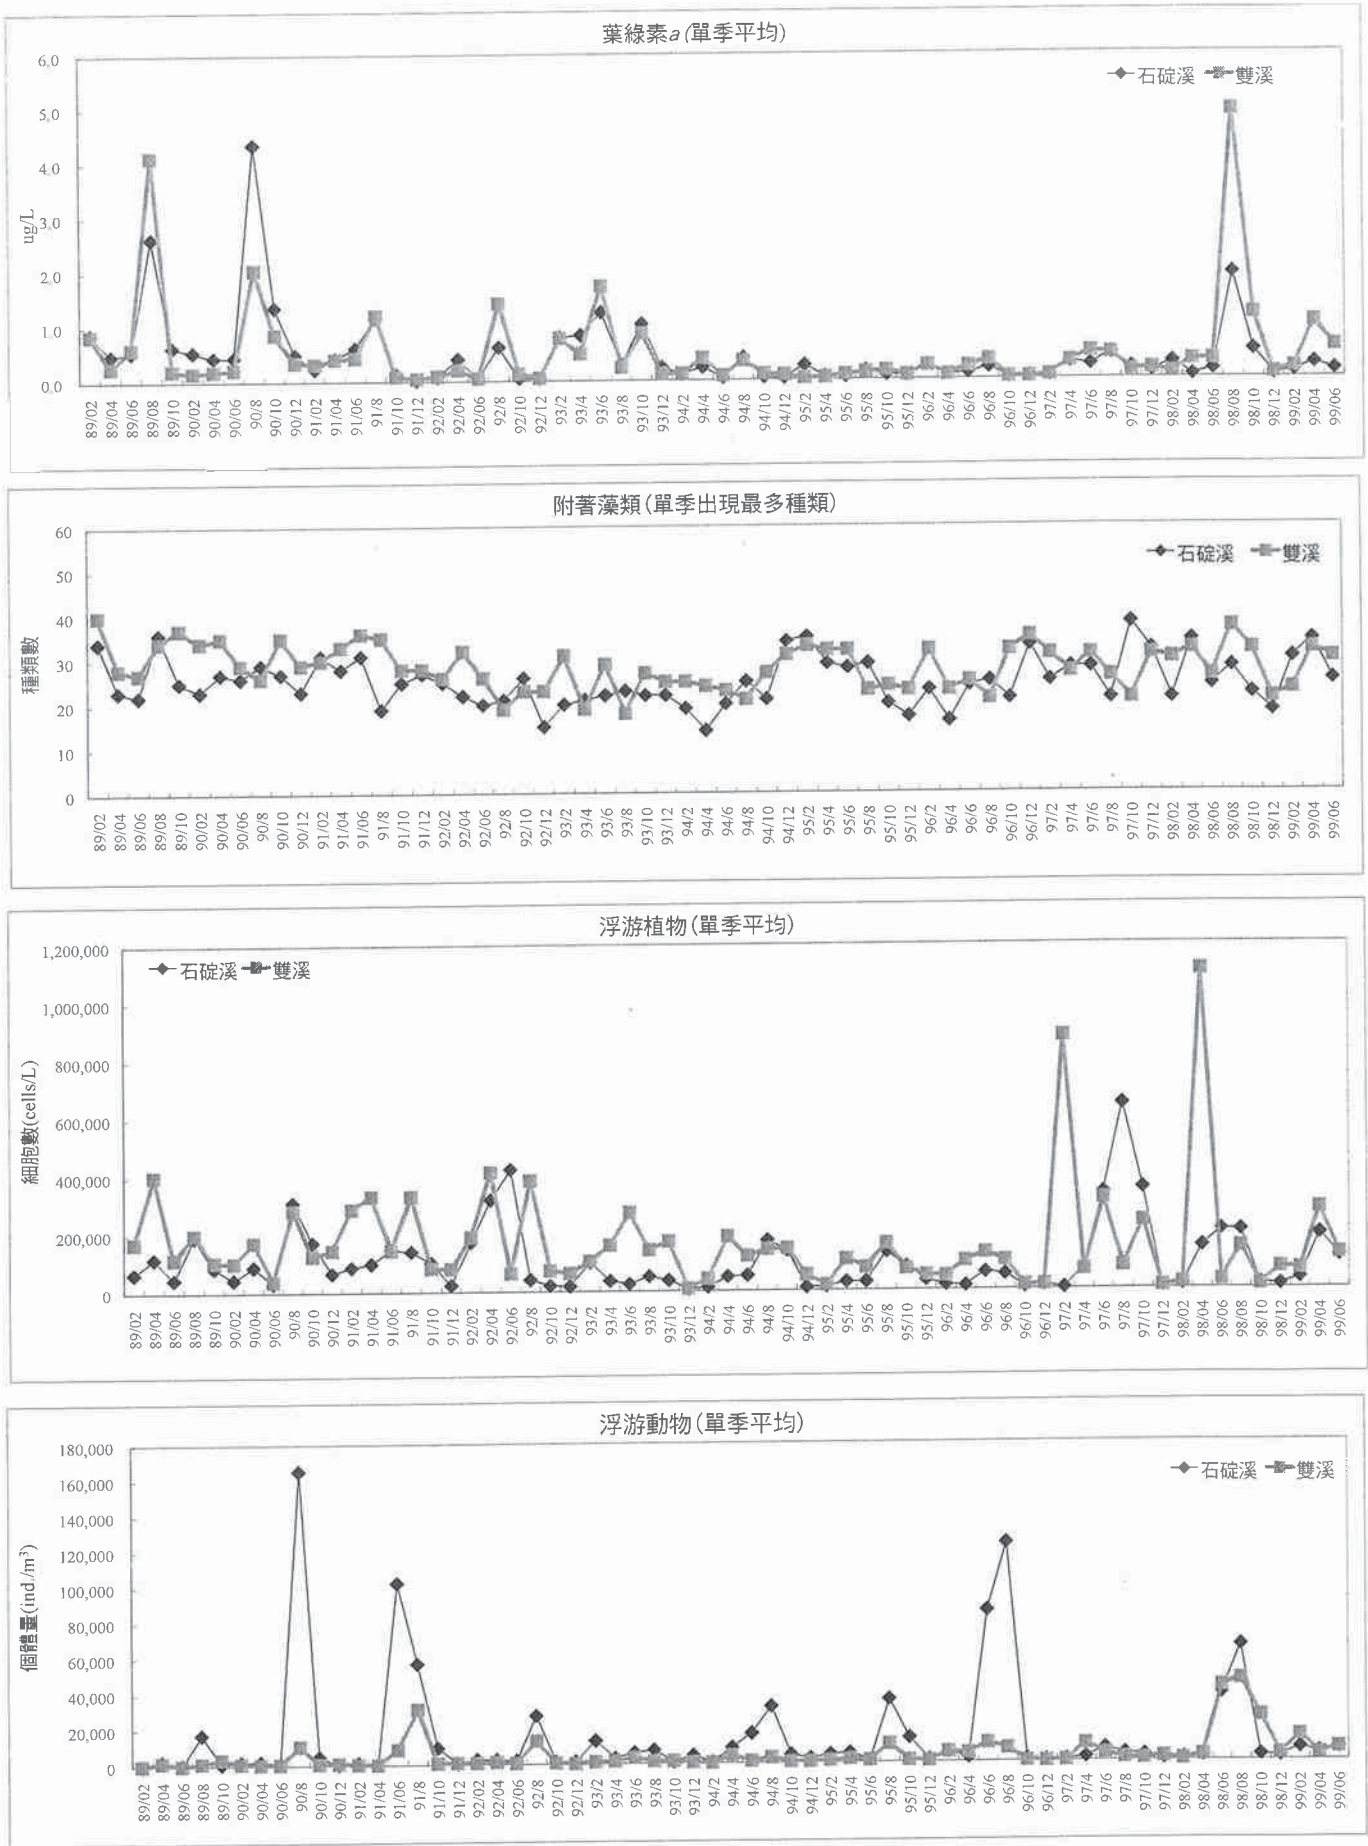 葉綠素a(單季平均)
石碇溪 雙溪
ug/L
6.0
5.0
4.0
3.0
2.0
1.0
0.0
89/02 89/04 89/06 89/08 89/10 90/02 90/04 90/06 90/8 90/10 90/12 91/02 91/04 91/06 91/8 91/10 91/12 92/02 92/04 92/06 92/8 92/10 92/12 93/2 93/4 93/6 93/8 93/10 93/12 94/2 94/4 94/6 94/8 94/10 94/12 95/2 95/4 95/6 95/8 95/10 95/12 96/2 96/4 96/6 96/8 96/10 96/12 97/2 97/4 97/6 97/8 97/10 97/12 98/02 98/04 98/06 98/08 98/10 98/12 99/02 99/04 99/06
附著藻類(單季出現最多種類)
石碇溪 雙溪
種類數
60
50
40
30
20
10
0
89/02 89/04 89/06 89/08 89/10 90/02 90/04 90/06 90/8 90/10 90/12 91/02 91/04 91/06 91/8 91/10 91/12 92/02 92/04 92/06 92/8 92/10 92/12 93/2 93/4 93/6 93/8 93/10 93/12 94/2 94/4 94/6 94/8 94/10 94/12 95/2 95/4 95/6 95/8 95/10 95/12 96/2 96/4 96/6 96/8 96/10 96/12 97/2 97/4 97/6 97/8 97/10 97/12 98/02 98/04 98/06 98/08 98/10 98/12 99/02 99/04 99/06
浮游植物(單季平均)
石碇溪 雙溪
細胞數(cells/L)
1,200,000
1,000,000
800,000
600,000
400,000
200,000
0
89/02 89/04 89/06 89/08 89/10 90/02 90/04 90/06 90/8 90/10 90/12 91/02 91/04 91/06 91/8 91/10 91/12 92/02 92/04 92/06 92/8 92/10 92/12 93/2 93/4 93/6 93/8 93/10 93/12 94/2 94/4 94/6 94/8 94/10 94/12 95/2 95/4 95/6 95/8 95/10 95/12 96/2 96/4 96/6 96/8 96/10 96/12 97/2 97/4 97/6 97/8 97/10 97/12 98/02 98/04 98/06 98/08 98/10 98/12 99/02 99/04 99/06
浮游動物(單季平均)
石碇溪 雙溪
個體量(ind./m³)
180,000
160,000
140,000
120,000
100,000
80,000
60,000
40,000
20,000
0
89/02 89/04 89/06 89/08 89/10 90/02 90/04 90/06 90/8 90/10 90/12 91/02 91/04 91/06 91/8 91/10 91/12 92/02 92/04 92/06 92/8 92/10 92/12 93/2 93/4 93/6 93/8 93/10 93/12 94/2 94/4 94/6 94/8 94/10 94/12 95/2 95/4 95/6 95/8 95/10 95/12 96/2 96/4 96/6 96/8 96/10 96/12 97/2 97/4 97/6 97/8 97/10 97/12 98/02 98/04 98/06 98/08 98/10 98/12 99/02 99/04 99/06